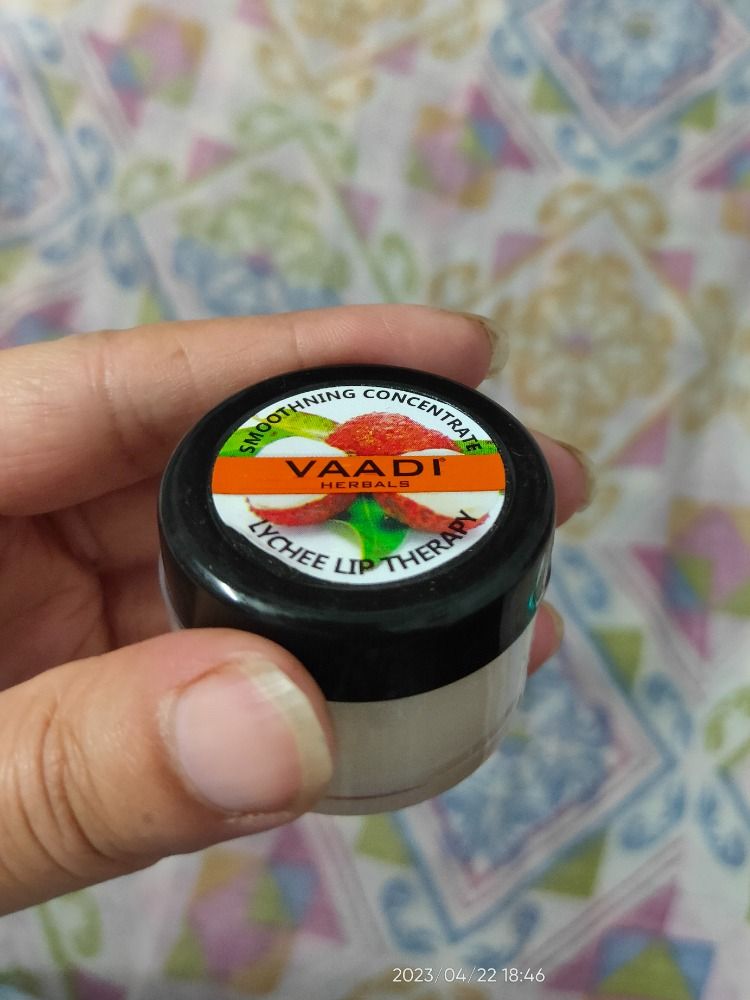 SMOOTHNING CONCENTRATE
VAADI®
HERBALS
LYCHEE LIP THERAPY
2023/04/22 18:46